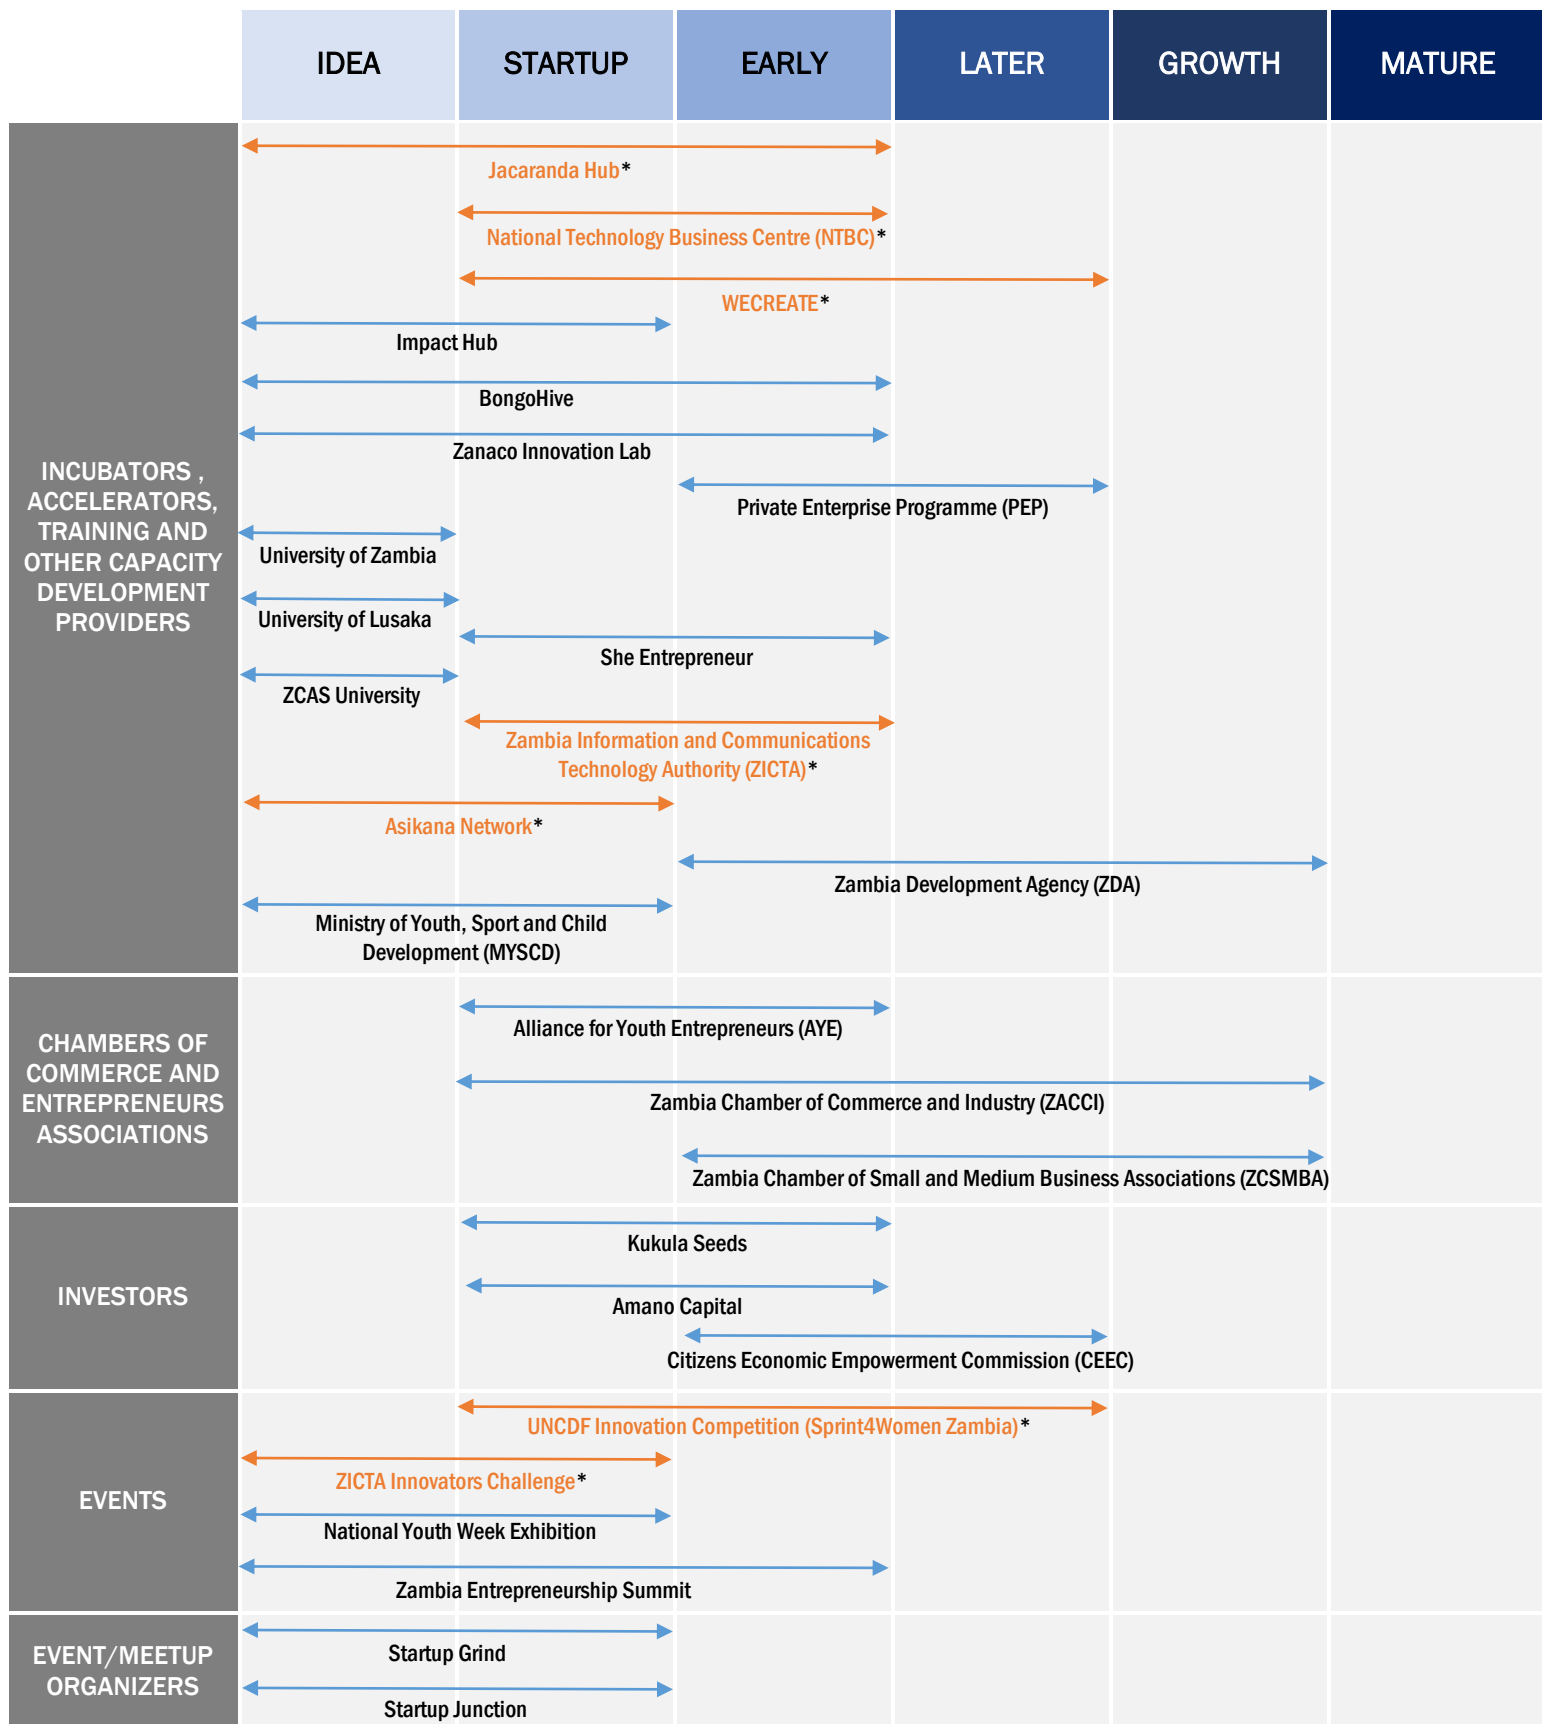 IDEA
STARTUP
EARLY
LATER
GROWTH
MATURE
INCUBATORS ,
ACCELERATORS,
TRAINING AND
OTHER CAPACITY
DEVELOPMENT
PROVIDERS
Jacaranda Hub*
National Technology Business Centre (NTBC)*
WECREATE*
Impact Hub
BongoHive
Zanaco Innovation Lab
Private Enterprise Programme (PEP)
University of Zambia
University of Lusaka
She Entrepreneur
ZCAS University
Zambia Information and Communications
Technology Authority (ZICTA)*
Asikana Network*
Zambia Development Agency (ZDA)
Ministry of Youth, Sport and Child
Development (MYSCD)
CHAMBERS OF
COMMERCE AND
ENTREPRENEURS
ASSOCIATIONS
Alliance for Youth Entrepreneurs (AYE)
Zambia Chamber of Commerce and Industry (ZACCI)
Zambia Chamber of Small and Medium Business Associations (ZCSMBA)
INVESTORS
Kukula Seeds
Amano Capital
Citizens Economic Empowerment Commission (CEEC)
EVENTS
UNCDF Innovation Competition (Sprint4Women Zambia)*
ZICTA Innovators Challenge*
National Youth Week Exhibition
Zambia Entrepreneurship Summit
EVENT/MEETUP
ORGANIZERS
Startup Grind
Startup Junction